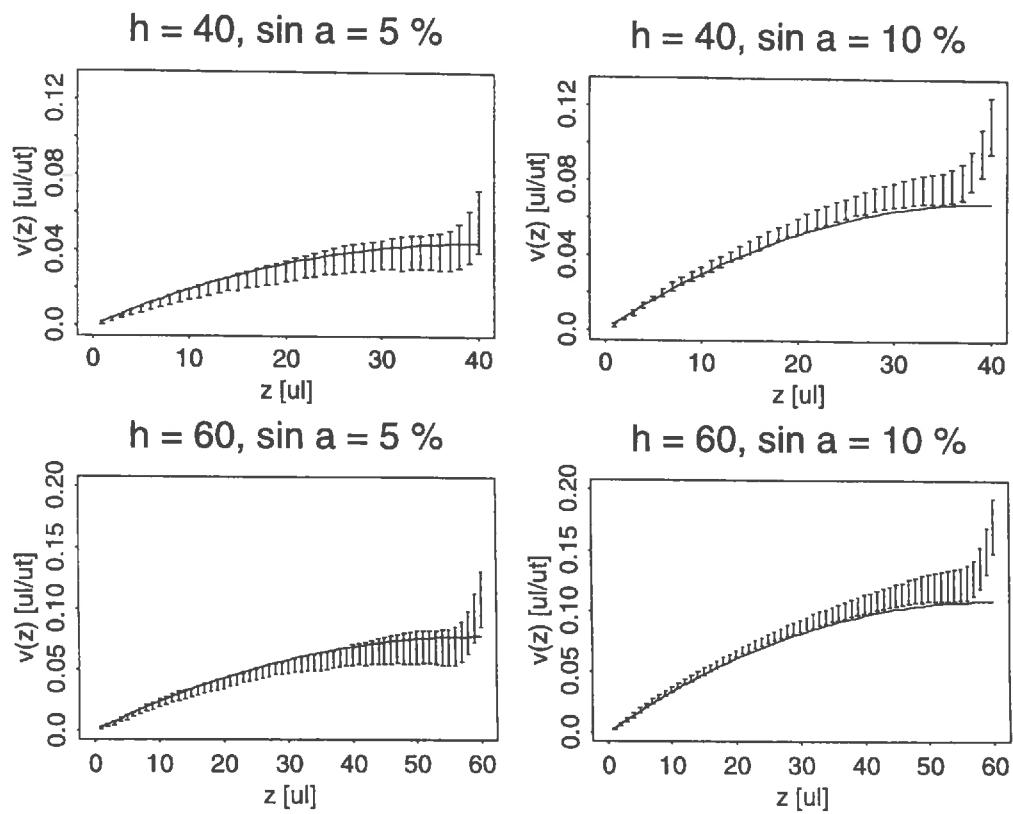 h = 40, sin a = 5 %
v(z) [ul/ut]
0.12
0.08
0.04
0.0
0 10 20 30 40
z [ul]
h = 40, sin a = 10 %
v(z) [ul/ut]
0.12
0.08
0.04
0.0
0 10 20 30 40
z [ul]
h = 60, sin a = 5 %
v(z) [ul/ut]
0.20
0.15
0.10
0.05
0.0
0 10 20 30 40 50 60
z [ul]
h = 60, sin a = 10 %
v(z) [ul/ut]
0.20
0.15
0.10
0.05
0.0
0 10 20 30 40 50 60
z [ul]